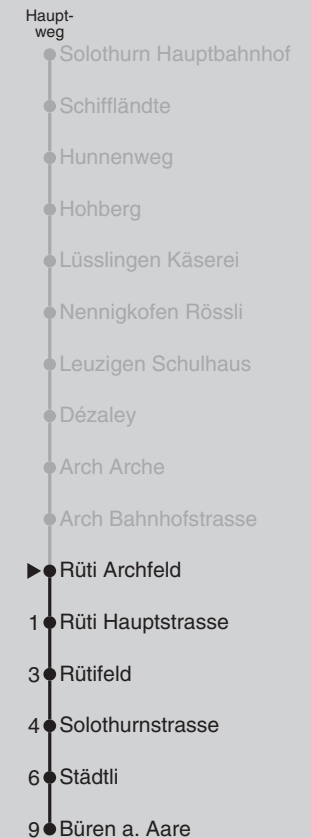 Haupt-
weg
Solothurn Hauptbahnhof
Schiffländte
Hunnenweg
Hohberg
Lüsslingen Käserei
Nennigkofen Rössli
Leuzigen Schulhaus
Dézaley
Arch Arche
Arch Bahnhofstrasse
Rüti Archfeld
1 Rüti Hauptstrasse
3 Rütifeld
4 Solothurnstrasse
6 Städtli
9 Büren a. Aare